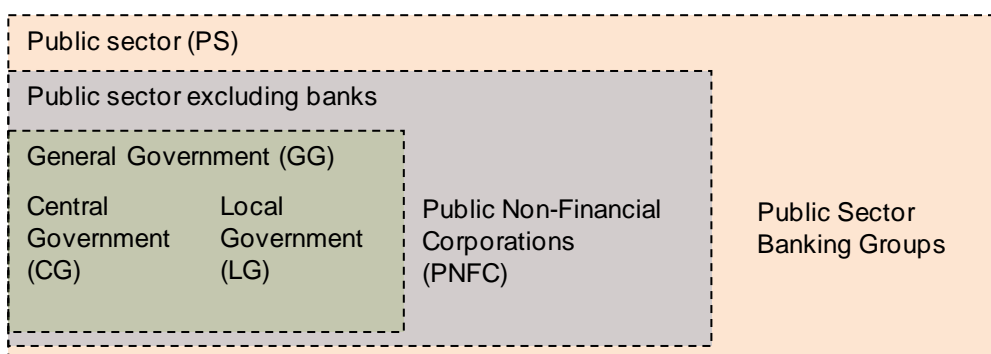 Public sector (PS)
Public sector excluding banks
General Government (GG)
Central
Government
(CG)
Local
Government
(LG)
Public Non-Financial
Corporations
(PNFC)
Public Sector
Banking Groups